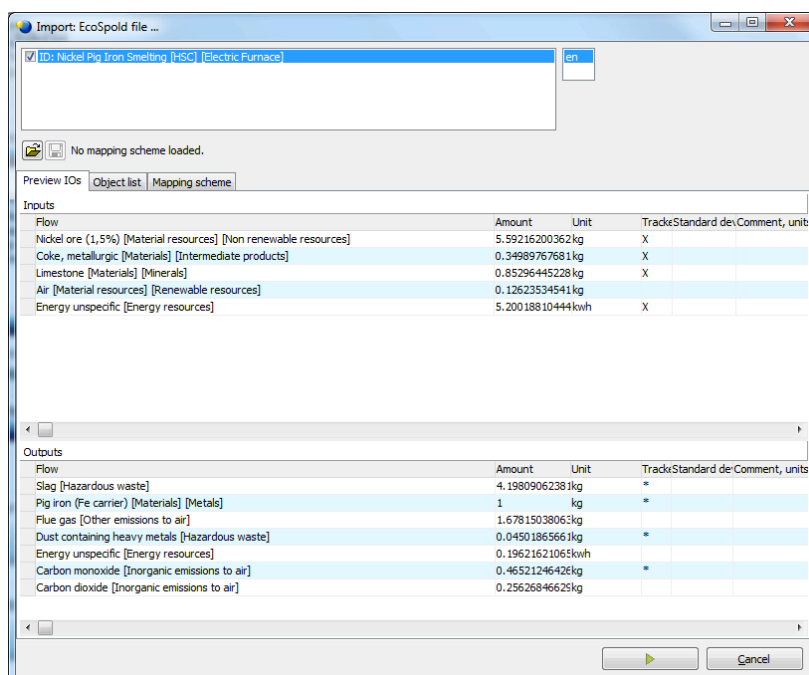 Import: EcoSpold file ...
ID: Nickel Pig Iron Smelting [HSC] [Electric Furnace]
en
No mapping scheme loaded.
Preview IOs Object list Mapping scheme
Inputs
Flow Amount Unit Tracke Standard dev Comment, units
Nickel ore (1,5%) [Material resources] [Non renewable resources] 5.59216200362 kg X
Coke, metallurgic [Materials] [Intermediate products] 0.34989767681 kg X
Limestone [Materials] [Minerals] 0.85296445228 kg X
Air [Material resources] [Renewable resources] 0.12623534541 kg
Energy unspecific [Energy resources] 5.20018810444 kwh X
Outputs
Flow Amount Unit Tracke Standard dev Comment, units
Slag [Hazardous waste] 4.19809062381 kg *
Pig iron (Fe carrier) [Materials] [Metals] 1 kg *
Flue gas [Other emissions to air] 1.67815038063 kg
Dust containing heavy metals [Hazardous waste] 0.04501865661 kg *
Energy unspecific [Energy resources] 0.19621621065 kwh
Carbon monoxide [Inorganic emissions to air] 0.46521246426 kg *
Carbon dioxide [Inorganic emissions to air] 0.25626846629 kg
Cancel